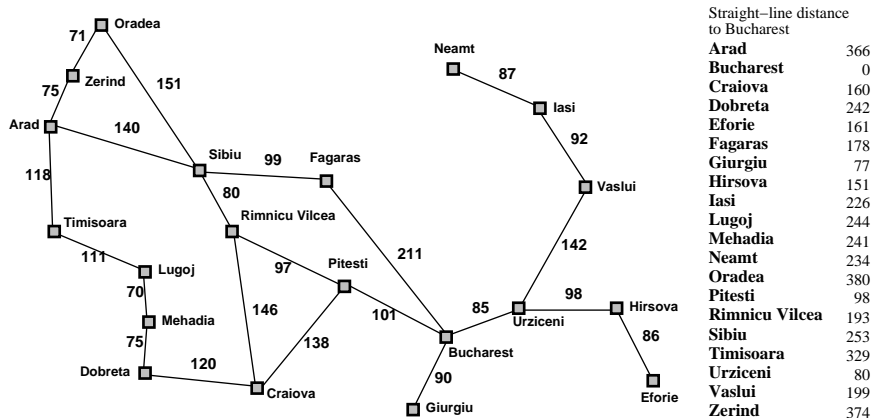 Oradea
71
Zerind
75
151
Arad
140
118
Sibiu
99
Fagaras
80
Timisoara
Rimnicu Vilcea
111
Lugoj
97
Pitesti
211
70
146
Mehadia
101
75
138
Dobreta
120
Craiova
Bucharest
90
Giurgiu
85
Urziceni
Neamt
87
Iasi
92
Vaslui
142
98
Hirsova
86
Eforie
Straight−line distance
to Bucharest
Arad 366
Bucharest 0
Craiova 160
Dobreta 242
Eforie 161
Fagaras 178
Giurgiu 77
Hirsova 151
Iasi 226
Lugoj 244
Mehadia 241
Neamt 234
Oradea 380
Pitesti 98
Rimnicu Vilcea 193
Sibiu 253
Timisoara 329
Urziceni 80
Vaslui 199
Zerind 374